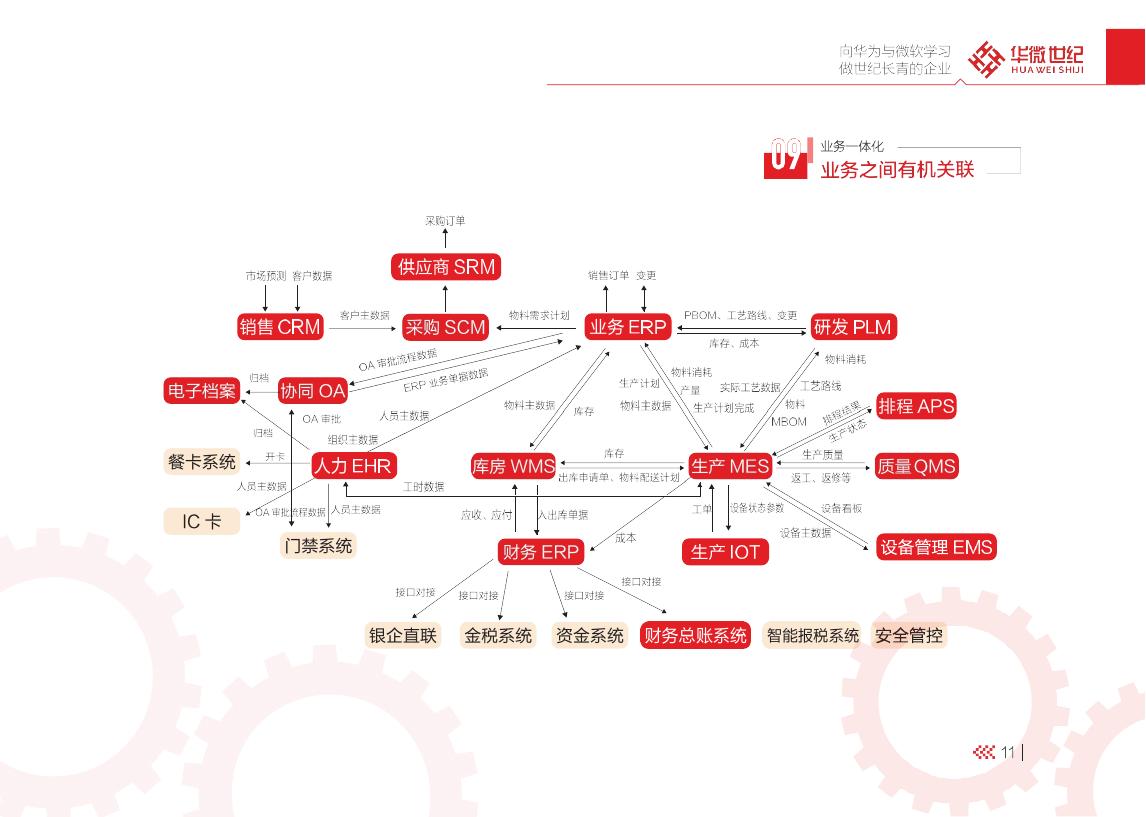 向华为与微软学习
做世纪长青的企业
华微世纪
HUA WEI SHIJI
09
业务一体化
业务之间有机关联
采购订单
供应商 SRM
市场预测 客户数据
销售订单 变更
销售 CRM
客户主数据
采购 SCM
物料需求计划
业务 ERP
PBOM、工艺路线、变更
库存、成本
研发 PLM
OA 审批流程数据
ERP 业务单据数据
电子档案
归档
协同 OA
归档
OA 审批
人员主数据
组织主数据
物料主数据
库存
生产计划
物料主数据
物料消耗
产量
生产计划完成
实际工艺数据
物料消耗
工艺路线
物料
MBOM
排程结果
生产状态
排程 APS
餐卡系统
开卡
人力 EHR
库房 WMS
库存
出库申请单、物料配送计划
生产 MES
生产质量
返工、返修等
质量 QMS
人员主数据
工时数据
IC 卡
OA 审批流程数据
人员主数据
门禁系统
应收、应付
入出库单据
成本
工单
设备状态参数
设备看板
设备主数据
设备管理 EMS
财务 ERP
生产 IOT
接口对接
接口对接
接口对接
接口对接
银企直联
金税系统
资金系统
财务总账系统
智能报税系统
安全管控
11